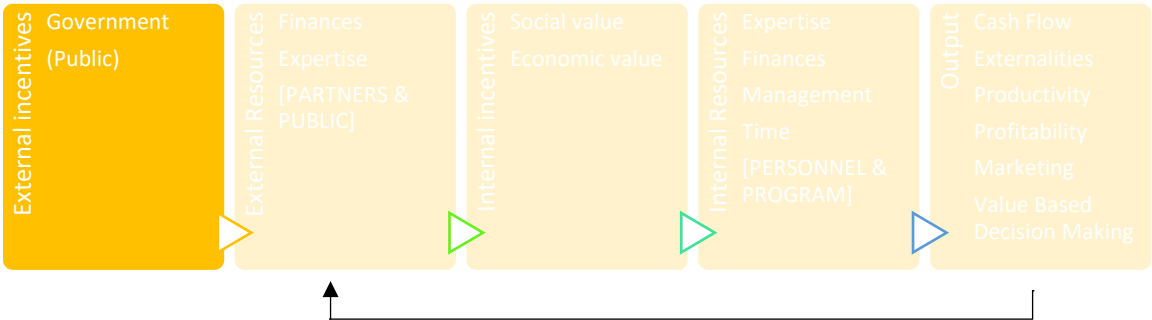 External incentives
Government
(Public)
External Resources
Finances
Expertise
[PARTNERS &
PUBLIC]
Internal incentives
Social value
Economic value
Internal Resources
Expertise
Finances
Management
Time
[PERSONNEL &
PROGRAM]
Output
Cash Flow
Externalities
Productivity
Profitability
Marketing
Value Based
Decision Making